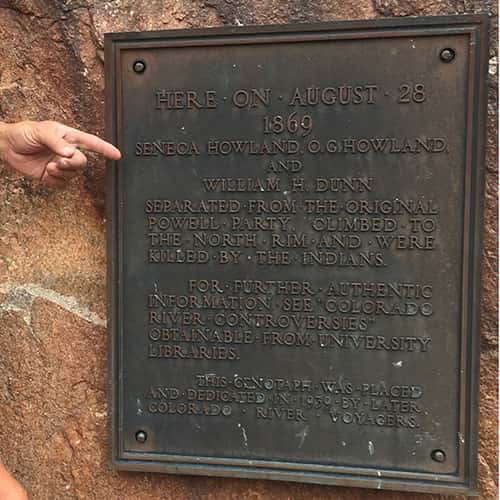 HERE · ON · AUGUST · 28
1869
SENECA HOWLAND, O.G. HOWLAND,
AND
WILLIAM H. DUNN
SEPARATED · FROM · THE · ORIGINAL
POWELL · PARTY, · CLIMBED · TO
THE · NORTH · RIM · AND · WERE
KILLED · BY · THE · INDIANS.
FOR · FURTHER · AUTHENTIC
INFORMATION · SEE "COLORADO
RIVER · CONTROVERSIES"
OBTAINABLE · FROM · UNIVERSITY
LIBRARIES.
THIS · CENOTAPH · WAS · PLACED
AND · DEDICATED · IN · 1939 · BY · LATER
COLORADO · RIVER · VOYAGERS.